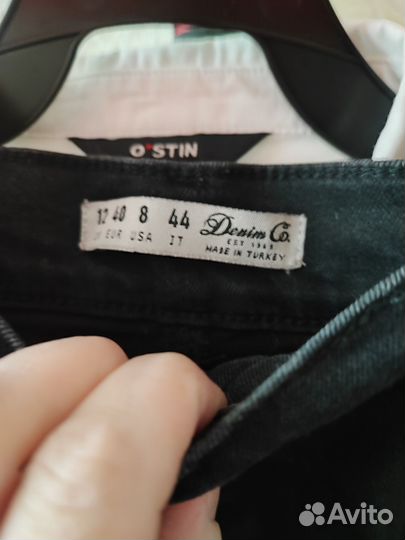 O'STIN
12 40 8 44 Denim Co.
EUR USA IT EST 1969
MADE IN TURKEY
Avito